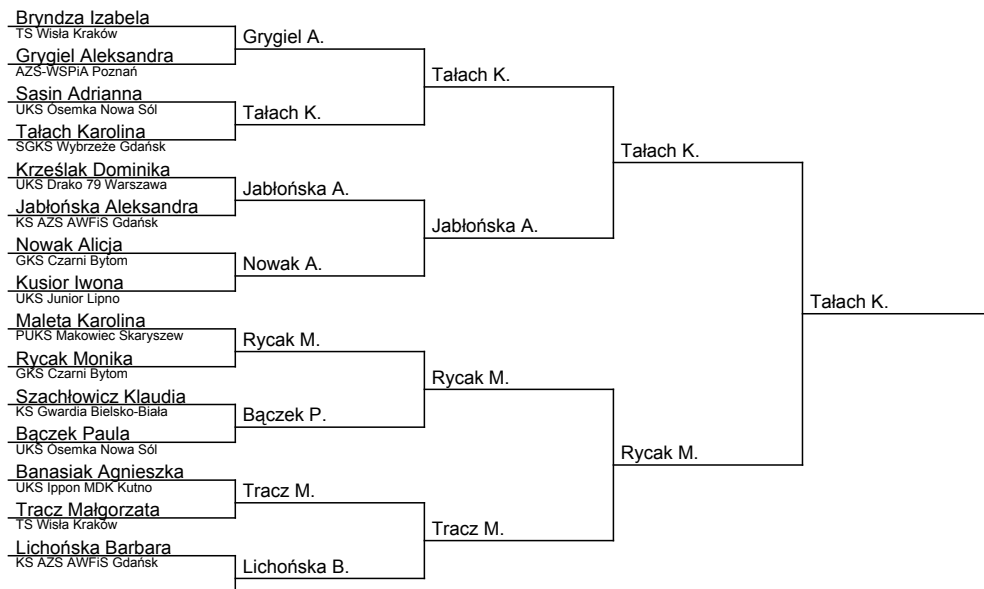 Bryndza Izabela
TS Wisła Kraków
Grygiel Aleksandra
AZS-WSPiA Poznań
Sasin Adrianna
UKS Ósemka Nowa Sól
Tałach Karolina
SGKS Wybrzeże Gdańsk
Krześlak Dominika
UKS Drako 79 Warszawa
Jabłońska Aleksandra
KS AZS AWFiS Gdańsk
Nowak Alicja
GKS Czarni Bytom
Kusior Iwona
UKS Junior Lipno
Maleta Karolina
PUKS Makowiec Skaryszew
Rycak Monika
GKS Czarni Bytom
Szachłowicz Klaudia
KS Gwardia Bielsko-Biała
Bączek Paula
UKS Ósemka Nowa Sól
Banasiak Agnieszka
UKS Ippon MDK Kutno
Tracz Małgorzata
TS Wisła Kraków
Lichońska Barbara
KS AZS AWFiS Gdańsk
Grygiel A.
Tałach K.
Jabłońska A.
Nowak A.
Rycak M.
Bączek P.
Tracz M.
Lichońska B.
Tałach K.
Jabłońska A.
Rycak M.
Tracz M.
Tałach K.
Rycak M.
Tałach K.